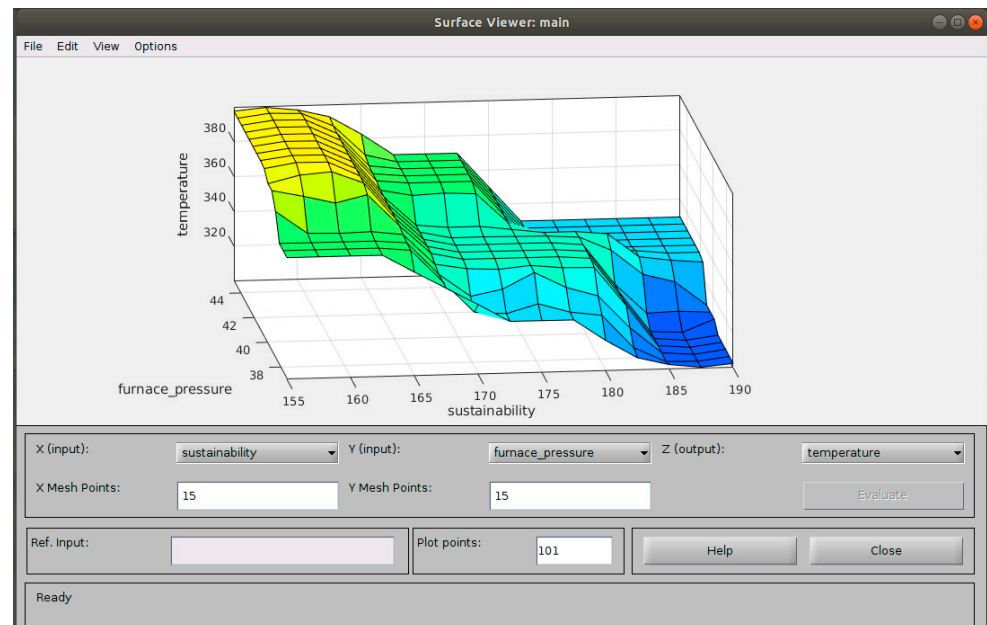 Surface Viewer: main
File Edit View Options
380
360
340
320
temperature
44
42
40
38
furnace_pressure
155 160 165 170 175 180 185 190
sustainability
X (input): sustainability Y (input): furnace_pressure Z (output): temperature
X Mesh Points: 15 Y Mesh Points: 15 Evaluate
Ref. Input: Plot points: 101 Help Close
Ready